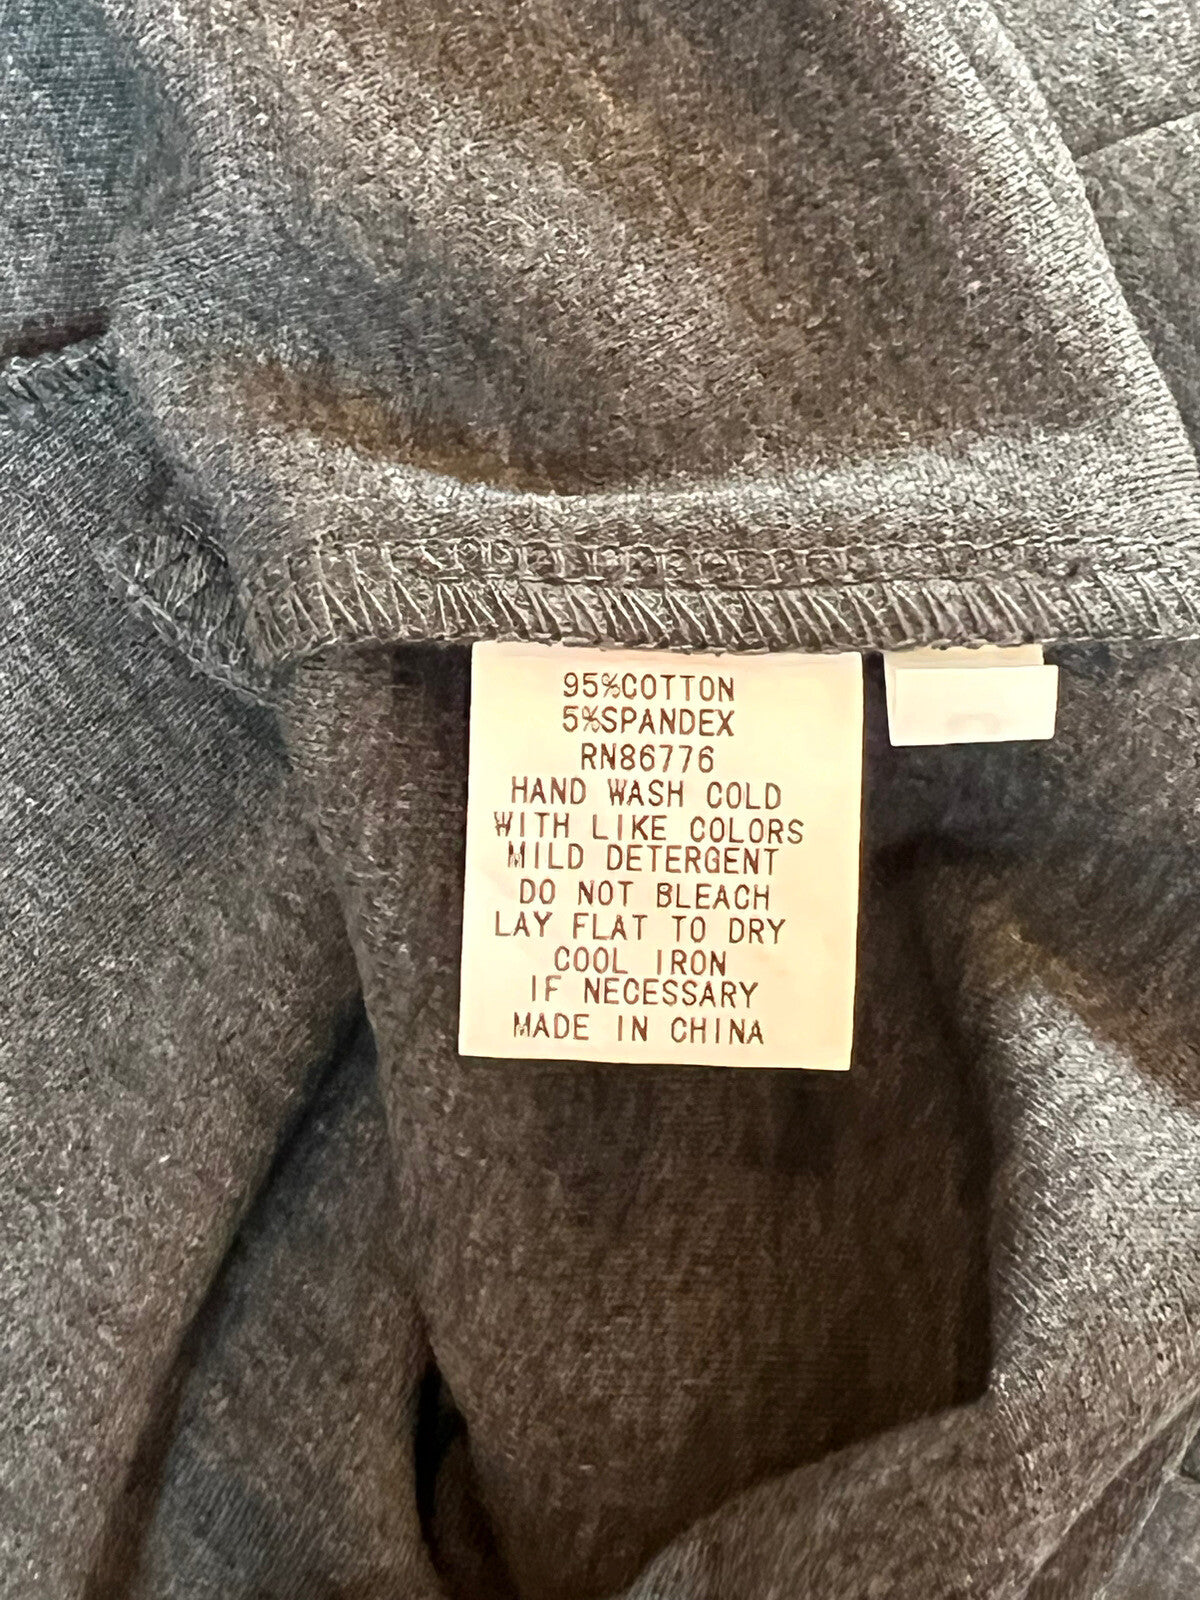 95%COTTON
5%SPANDEX
RN86776
HAND WASH COLD
WITH LIKE COLORS
MILD DETERGENT
DO NOT BLEACH
LAY FLAT TO DRY
COOL IRON
IF NECESSARY
MADE IN CHINA